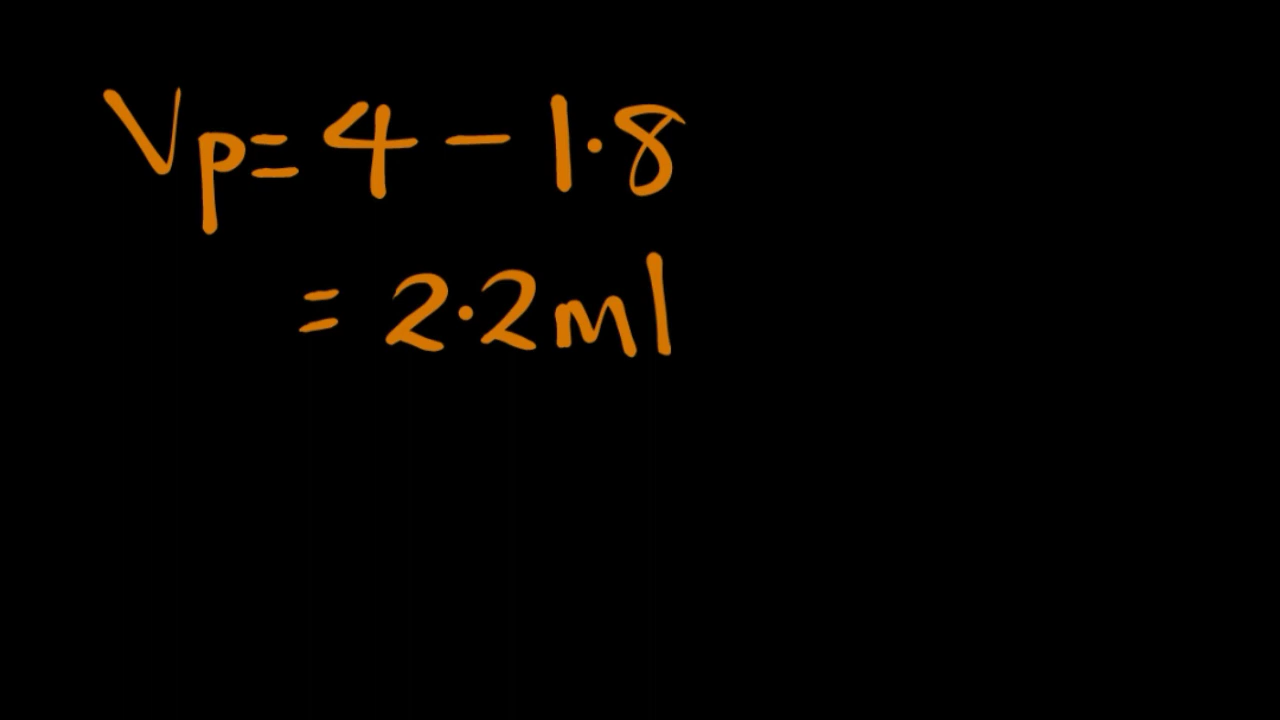 Vp= 4 - 1.8
= 2.2ml